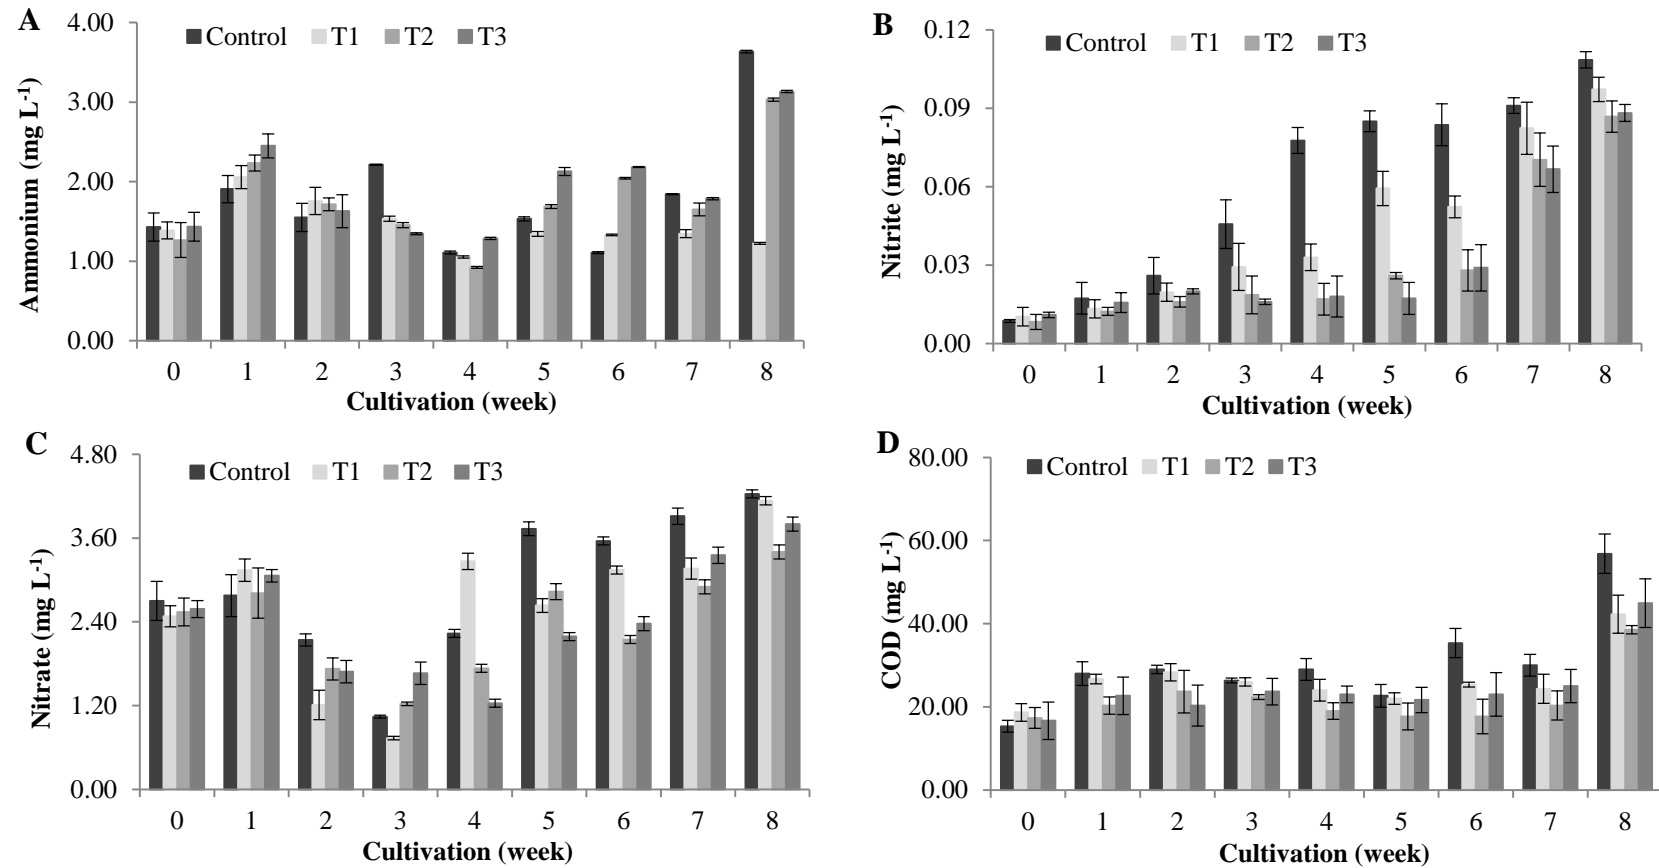 A
4.00
3.00
2.00
1.00
0.00
Ammonium (mg L-1)
Control T1 T2 T3
0 1 2 3 4 5 6 7 8
Cultivation (week)
B
0.12
0.09
0.06
0.03
0.00
Nitrite (mg L-1)
Control T1 T2 T3
0 1 2 3 4 5 6 7 8
Cultivation (week)
C
4.80
3.60
2.40
1.20
0.00
Nitrate (mg L-1)
Control T1 T2 T3
0 1 2 3 4 5 6 7 8
Cultivation (week)
D
80.00
60.00
40.00
20.00
0.00
COD (mg L-1)
Control T1 T2 T3
0 1 2 3 4 5 6 7 8
Cultivation (week)